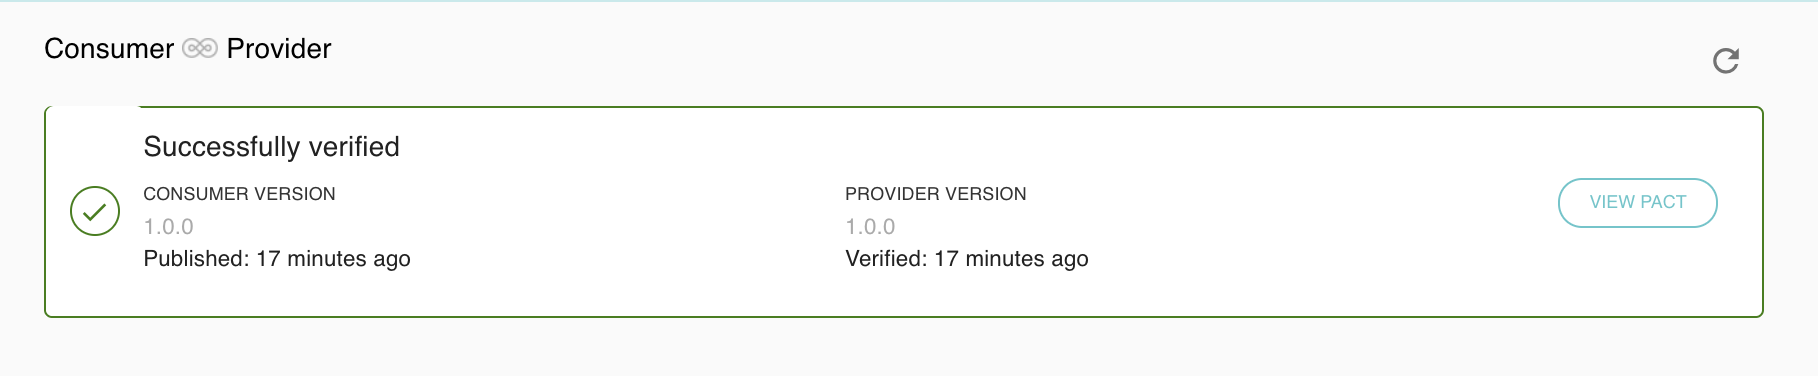 Consumer Provider
Successfully verified
CONSUMER VERSION
1.0.0
Published: 17 minutes ago
PROVIDER VERSION
1.0.0
Verified: 17 minutes ago
VIEW PACT